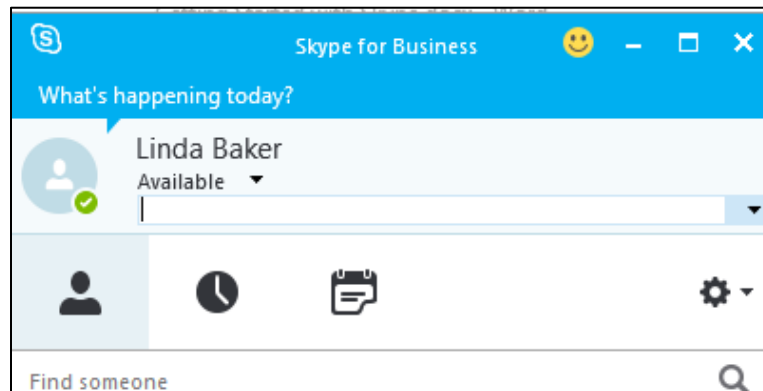 Skype for Business
What's happening today?
Linda Baker
Available
Find someone